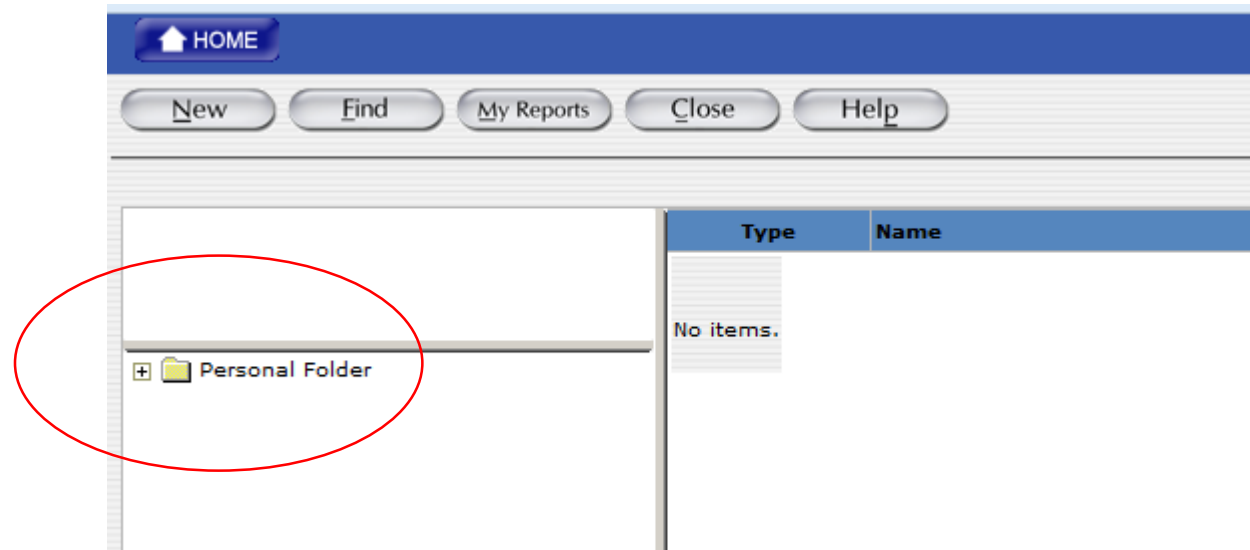 HOME
New Find My Reports Close Help
Type Name
No items.
Personal Folder